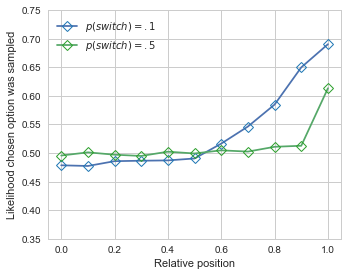 0.75
0.70
0.65
0.60
0.55
0.50
0.45
0.40
0.35
Likelihood chosen option was sampled
p(switch)=.1
p(switch)=.5
0.0 0.2 0.4 0.6 0.8 1.0
Relative position